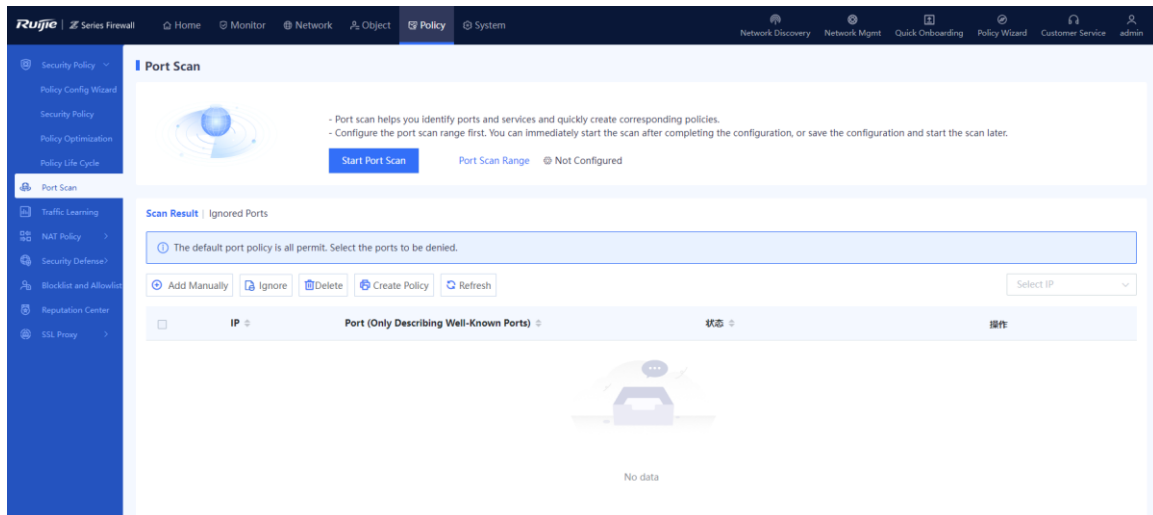 Ruijie | Z Series Firewall Home Monitor Network Object Policy System Network Discovery Network Mgmt Quick Onboarding Policy Wizard Customer Service admin
Security Policy
Policy Config Wizard
Security Policy
Policy Optimization
Policy Life Cycle
Port Scan
Traffic Learning
NAT Policy >
Security Defense>
Blocklist and Allowlist
Reputation Center
SSL Proxy >
Port Scan
- Port scan helps you identify ports and services and quickly create corresponding policies.
- Configure the port scan range first. You can immediately start the scan after completing the configuration, or save the configuration and start the scan later.
Start Port Scan Port Scan Range Not Configured
Scan Result | Ignored Ports
The default port policy is all permit. Select the ports to be denied.
Add Manually Ignore Delete Create Policy Refresh Select IP
IP Port (Only Describing Well-Known Ports) 状态 操作
No data